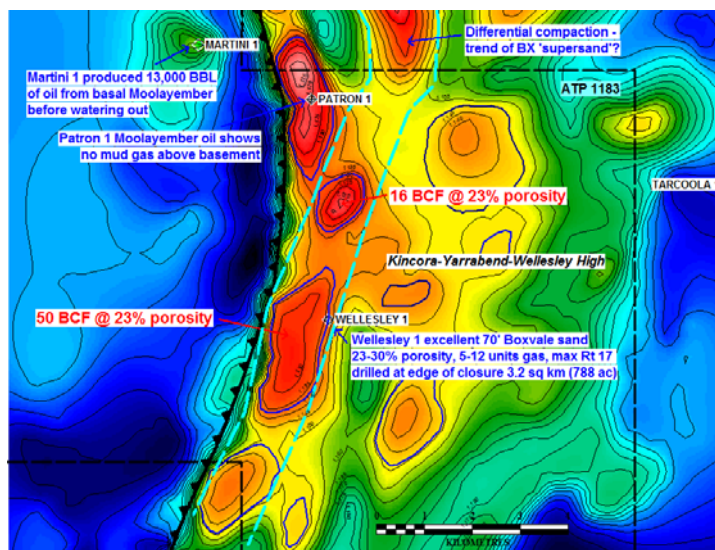 Differential compaction -
trend of BX 'supersand'?
MARTINI 1
Martini 1 produced 13,000 BBL
of oil from basal Moolayember
before watering out
ATP 1183
PATRON 1
Patron 1 Moolayember oil shows
no mud gas above basement
TARCOOLA
16 BCF @ 23% porosity
Kincora-Yarrabend-Wellesley High
50 BCF @ 23% porosity
WELLESLEY 1
Wellesley 1 excellent 70' Boxvale sand
23-30% porosity, 5-12 units gas, max Rt 17
drilled at edge of closure 3.2 sq km (788 ac)
KILOMETRES